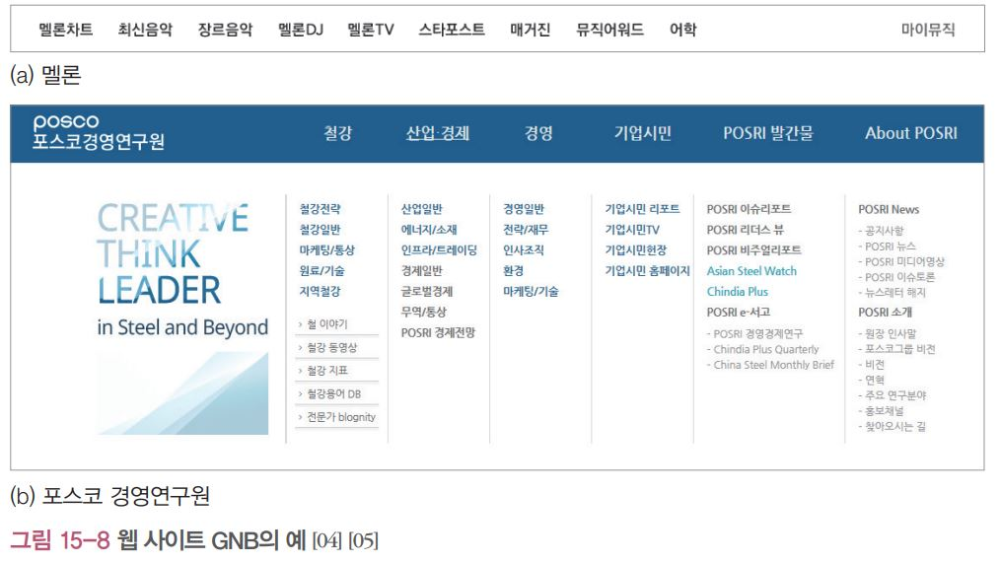 멜론차트 최신음악 장르음악 멜론DJ 멜론TV 스타포스트 매거진 뮤직어워드 어학 마이뮤직
(a) 멜론
posco
포스코경영연구원
철강 산업·경제 경영 기업시민 POSRI 발간물 About POSRI
CREATIVE
THINK
LEADER
in Steel and Beyond
철강전략
철강일반
마케팅/통상
원료/기술
지역철강
› 철 이야기
› 철강 동영상
› 철강 지표
› 철강용어 DB
› 전문가 blognity
산업일반
에너지/소재
인프라/트레이딩
경제일반
글로벌경제
무역/통상
POSRI 경제전망
경영일반
전략/재무
인사조직
환경
마케팅/기술
기업시민 리포트
기업시민TV
기업시민헌장
기업시민 홈페이지
POSRI 이슈리포트
POSRI 리더스 뷰
POSRI 비주얼리포트
Asian Steel Watch
Chindia Plus
POSRI e-서고
- POSRI 경영경제연구
- Chindia Plus Quarterly
- China Steel Monthly Brief
POSRI News
- 공지사항
- POSRI 뉴스
- POSRI 미디어영상
- POSRI 이슈토론
- 뉴스레터 해지
POSRI 소개
- 원장 인사말
- 포스코그룹 비전
- 비전
- 연혁
- 주요 연구분야
- 홍보채널
- 찾아오시는 길
(b) 포스코 경영연구원
그림 15-8 웹 사이트 GNB의 예 [04] [05]